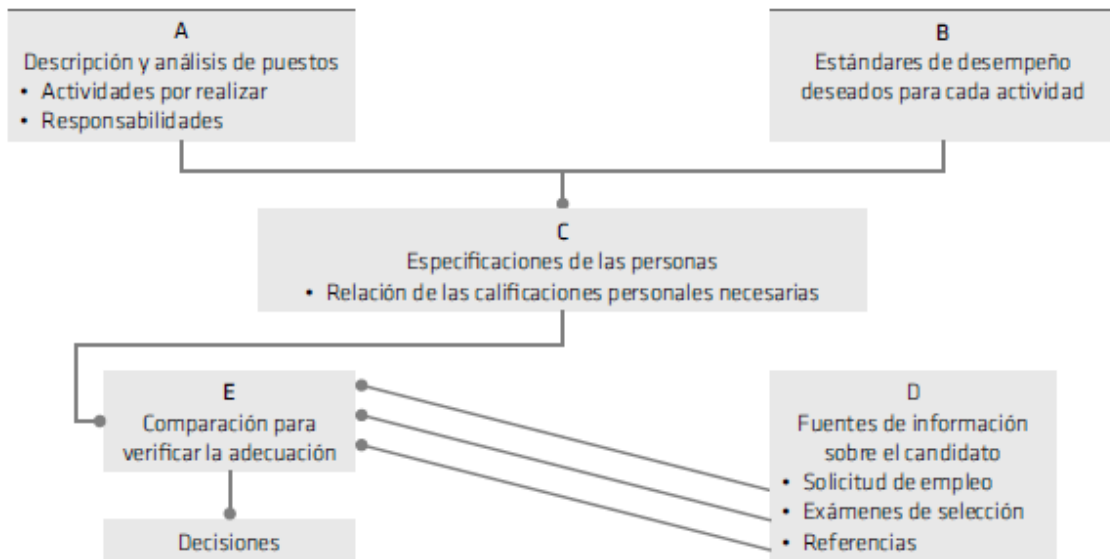 A
Descripción y análisis de puestos
• Actividades por realizar
• Responsabilidades
B
Estándares de desempeño
deseados para cada actividad
C
Especificaciones de las personas
• Relación de las calificaciones personales necesarias
E
Comparación para
verificar la adecuación
D
Fuentes de información
sobre el candidato
• Solicitud de empleo
• Exámenes de selección
• Referencias
Decisiones